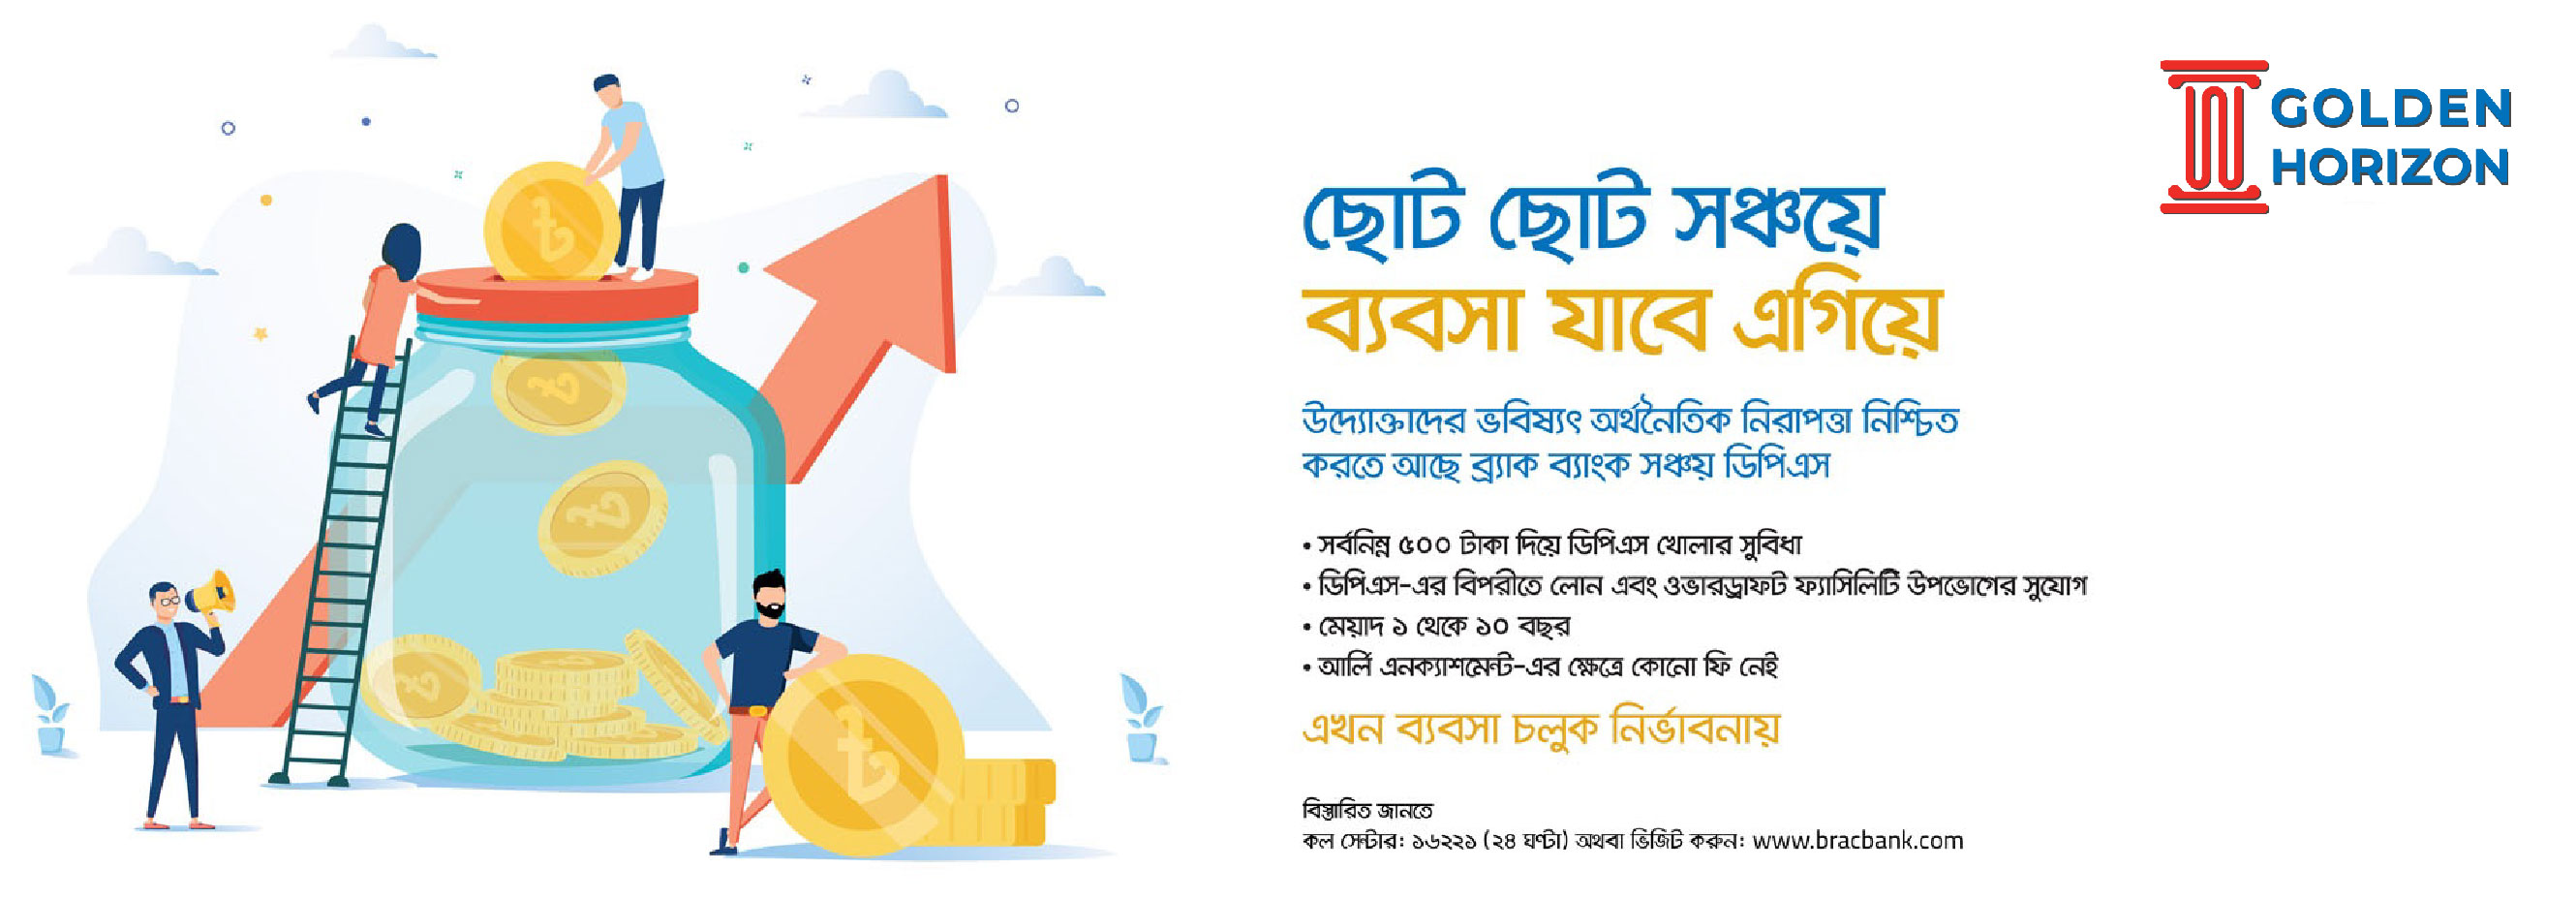 GOLDEN
HORIZON
ছোট ছোট সঞ্চয়ে
ব্যবসা যাবে এগিয়ে
উদ্যোক্তাদের ভবিষ্যৎ অর্থনৈতিক নিরাপত্তা নিশ্চিত
করতে আছে ব্র্যাক ব্যাংক সঞ্চয় ডিপিএস
• সর্বনিম্ন ৫০০ টাকা দিয়ে ডিপিএস খোলার সুবিধা
• ডিপিএস-এর বিপরীতে লোন এবং ওভারড্রাফট ফ্যাসিলিটি উপভোগের সুযোগ
• মেয়াদ ১ থেকে ১০ বছর
• আর্লি এনক্যাশমেন্ট-এর ক্ষেত্রে কোনো ফি নেই
এখন ব্যবসা চলুক নির্ভাবনায়
বিস্তারিত জানতে
কল সেন্টার: ১৬২২১ (২৪ ঘণ্টা) অথবা ভিজিট করুন: www.bracbank.com
৳
৳
৳
৳
৳